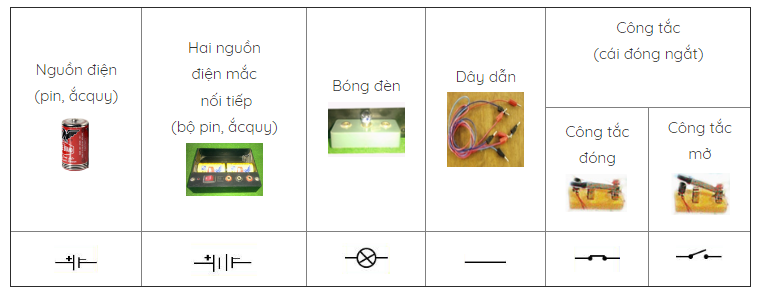 Nguồn điện
(pin, ắcquy)
Hai nguồn
điện mắc
nối tiếp
(bộ pin, ắcquy)
Bóng đèn
Dây dẫn
Công tắc
(cái đóng ngắt)
Công tắc
đóng
Công tắc
mở